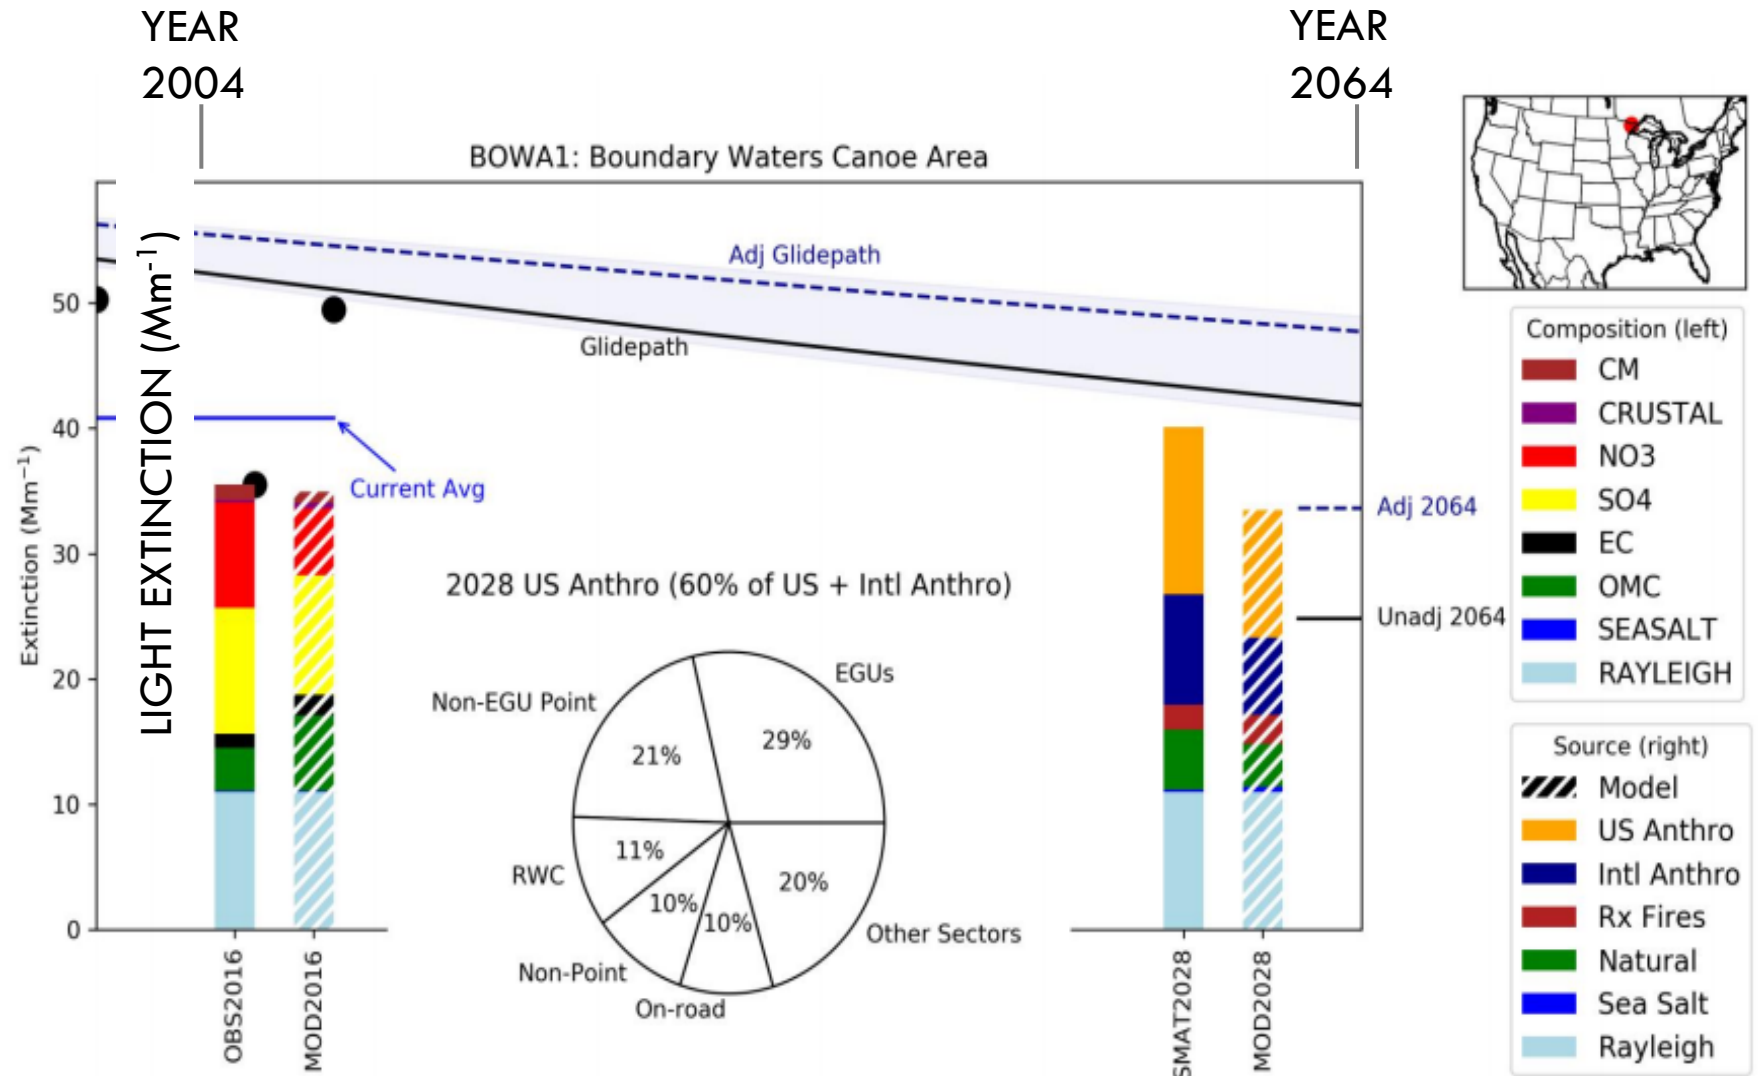 YEAR
2004
YEAR
2064
BOWA1: Boundary Waters Canoe Area
Adj Glidepath
Glidepath
Current Avg
50
40
30
20
10
0
Extinction (Mm⁻¹)
LIGHT EXTINCTION (Mm⁻¹)
2028 US Anthro (60% of US + Intl Anthro)
EGUs
29%
Non-EGU Point
21%
RWC
11%
Non-Point
10%
On-road
10%
Other Sectors
20%
Adj 2064
Unadj 2064
OBS2016
MOD2016
SMAT2028
MOD2028
Composition (left)
CM
CRUSTAL
NO3
SO4
EC
OMC
SEASALT
RAYLEIGH
Source (right)
Model
US Anthro
Intl Anthro
Rx Fires
Natural
Sea Salt
Rayleigh